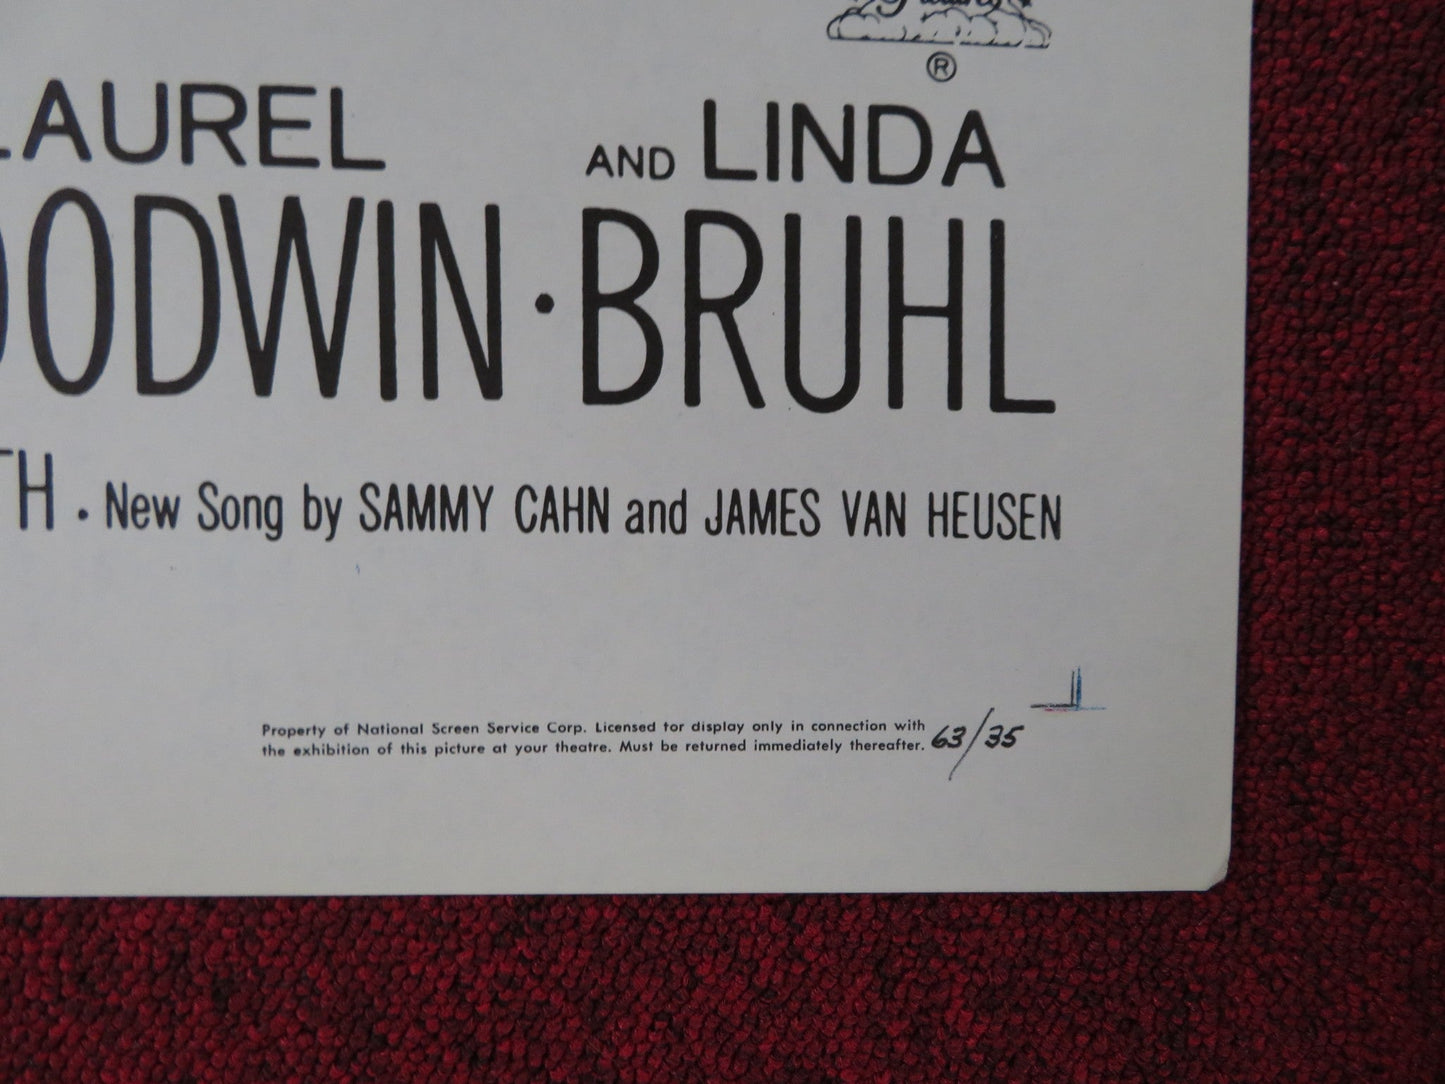 ®
LAUREL AND LINDA
ODWIN · BRUHL
TH . New Song by SAMMY CAHN and JAMES VAN HEUSEN
Property of National Screen Service Corp. Licensed for display only in connection with
the exhibition of this picture at your theatre. Must be returned immediately thereafter. 63/35